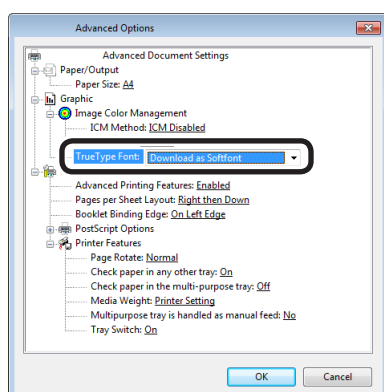 Advanced Options
Advanced Document Settings
Paper/Output
Paper Size: A4
Graphic
Image Color Management
ICM Method: ICM Disabled
TrueType Font: Download as Softfont
Advanced Printing Features: Enabled
Pages per Sheet Layout: Right then Down
Booklet Binding Edge: On Left Edge
PostScript Options
Printer Features
Page Rotate: Normal
Check paper in any other tray: On
Check paper in the multi-purpose tray: Off
Media Weight: Printer Setting
Multipurpose tray is handled as manual feed: No
Tray Switch: On
OK Cancel